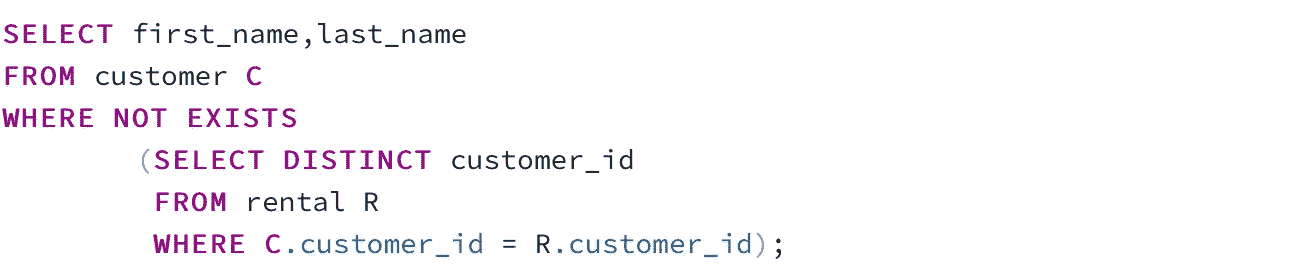 SELECT first_name,last_name
FROM customer C
WHERE NOT EXISTS
(SELECT DISTINCT customer_id
FROM rental R
WHERE C.customer_id = R.customer_id);